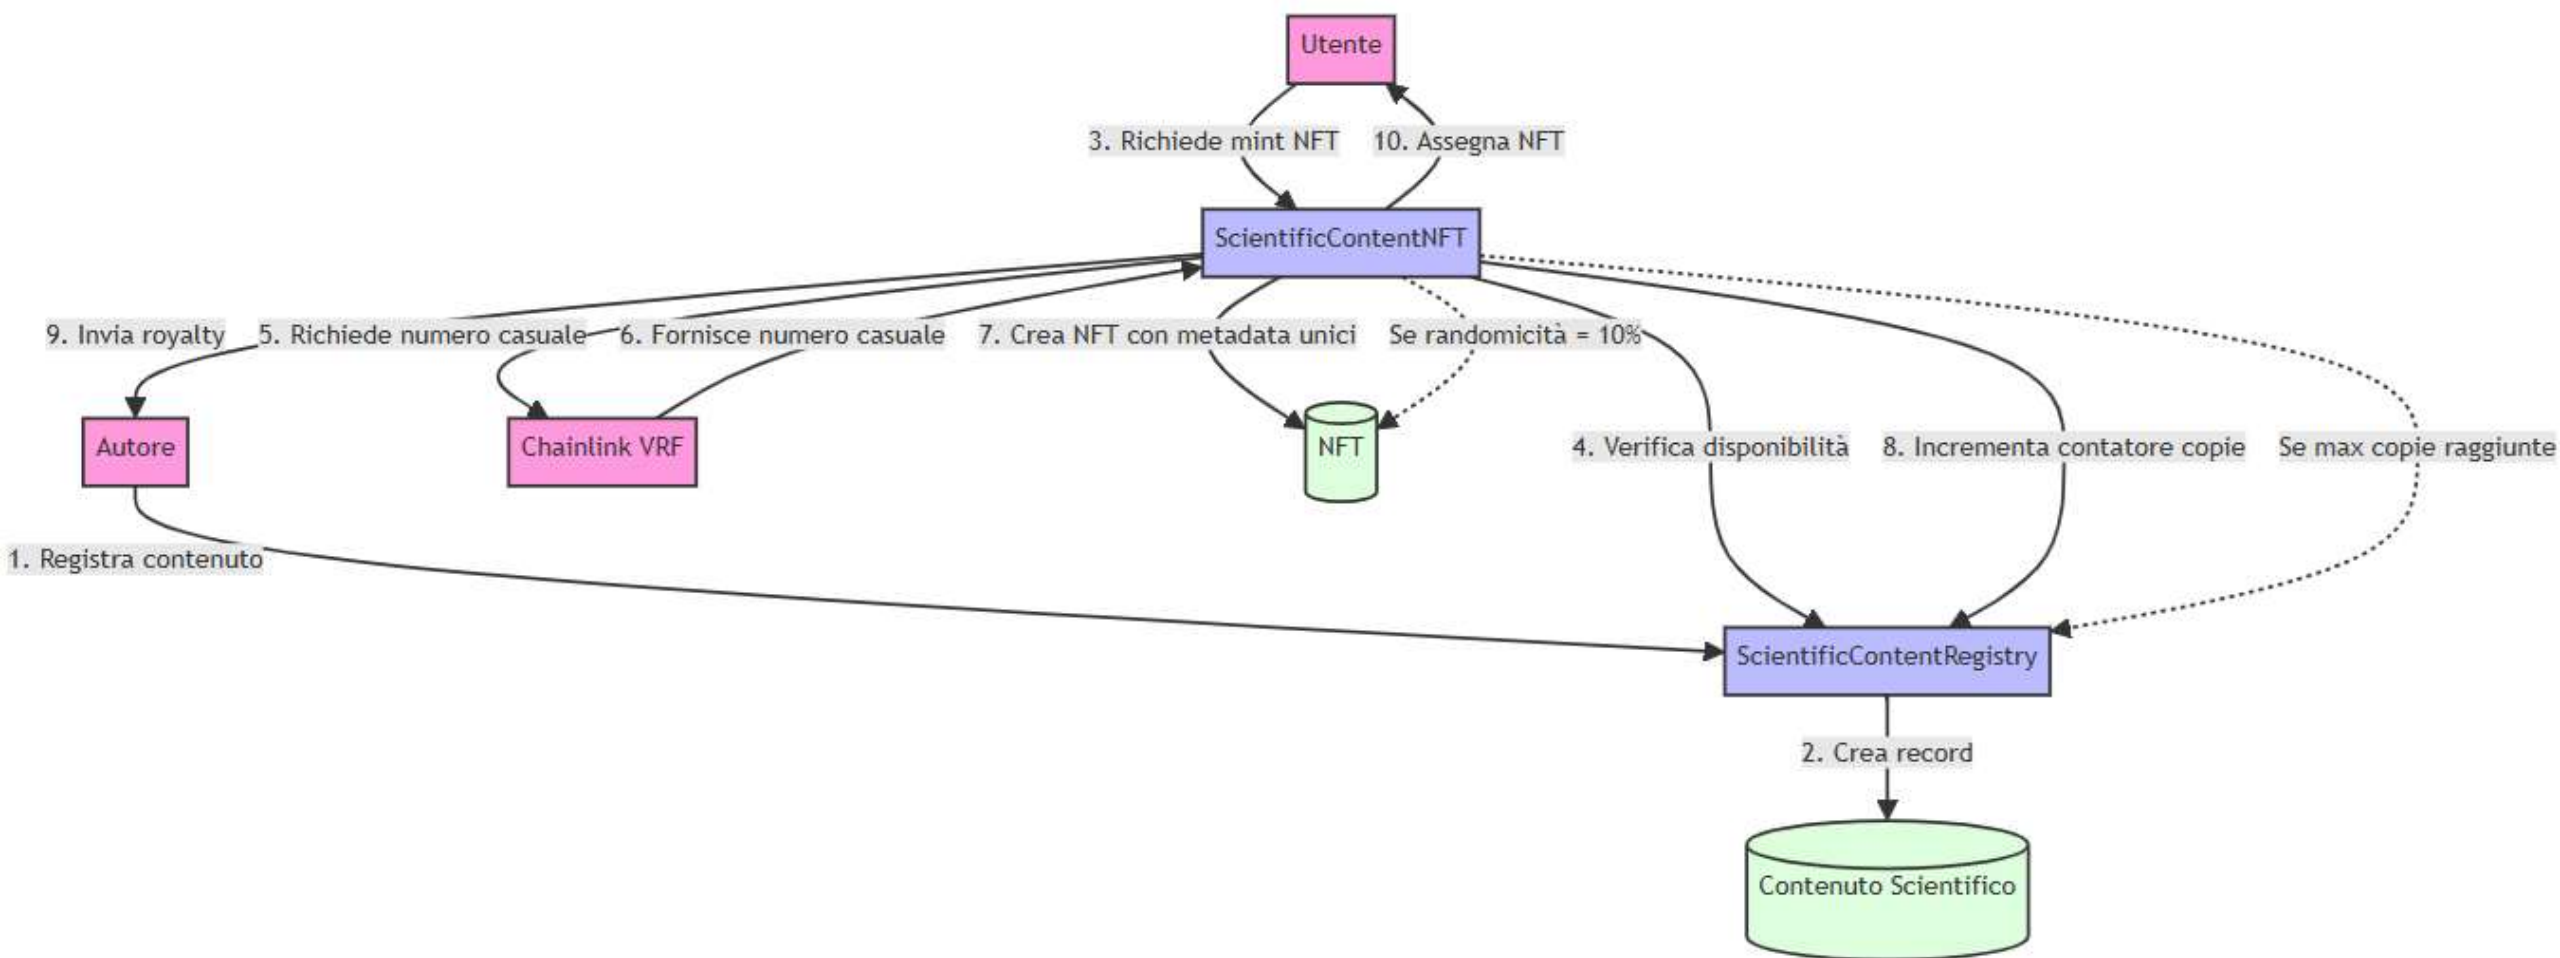 Utente
3. Richiede mint NFT
10. Assegna NFT
ScientificContentNFT
9. Invia royalty
5. Richiede numero casuale
6. Fornisce numero casuale
7. Crea NFT con metadata unici
Se randomicità = 10%
Autore
Chainlink VRF
NFT
4. Verifica disponibilità
8. Incrementa contatore copie
Se max copie raggiunte
1. Registra contenuto
ScientificContentRegistry
2. Crea record
Contenuto Scientifico